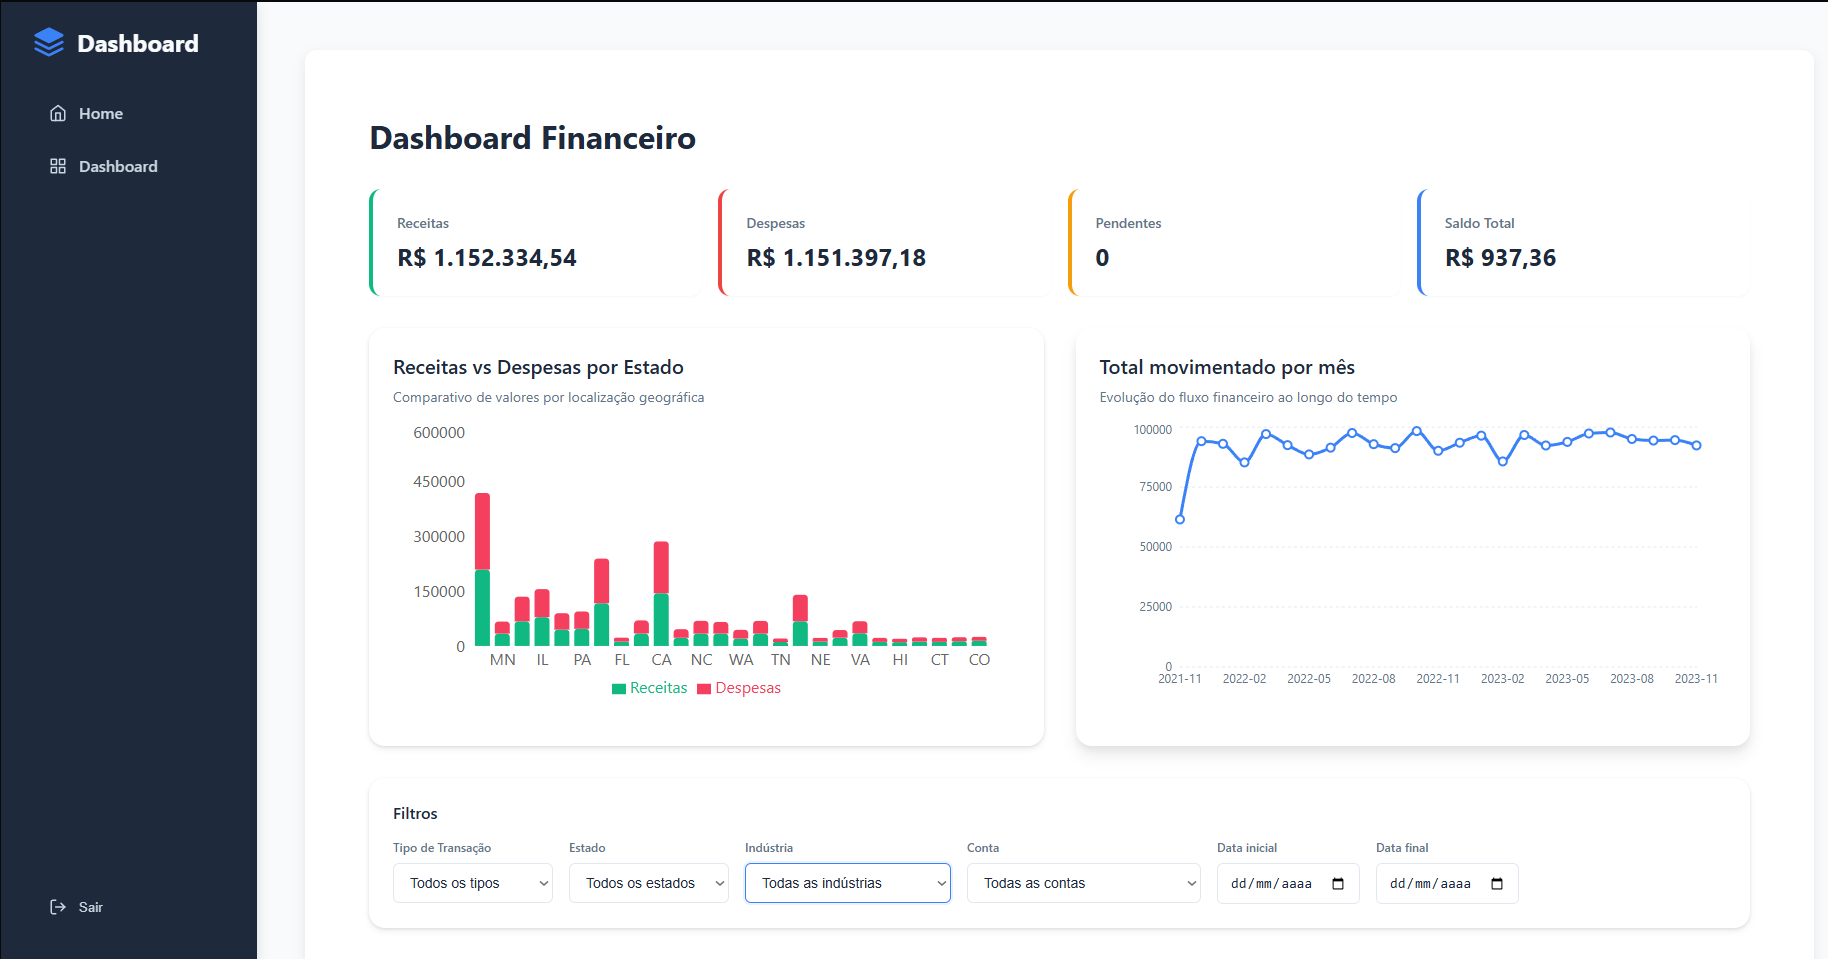 Dashboard
Home
Dashboard
Sair
Dashboard Financeiro
Receitas
R$ 1.152.334,54
Despesas
R$ 1.151.397,18
Pendentes
0
Saldo Total
R$ 937,36
Receitas vs Despesas por Estado
Comparativo de valores por localização geográfica
600000
450000
300000
150000
0
MN IL PA FL CA NC WA TN NE VA HI CT CO
Receitas Despesas
Total movimentado por mês
Evolução do fluxo financeiro ao longo do tempo
100000
75000
50000
25000
0
2021-11 2022-02 2022-05 2022-08 2022-11 2023-02 2023-05 2023-08 2023-11
Filtros
Tipo de Transação Estado Indústria Conta Data inicial Data final
Todos os tipos Todos os estados Todas as indústrias Todas as contas dd/mm/aaaa dd/mm/aaaa